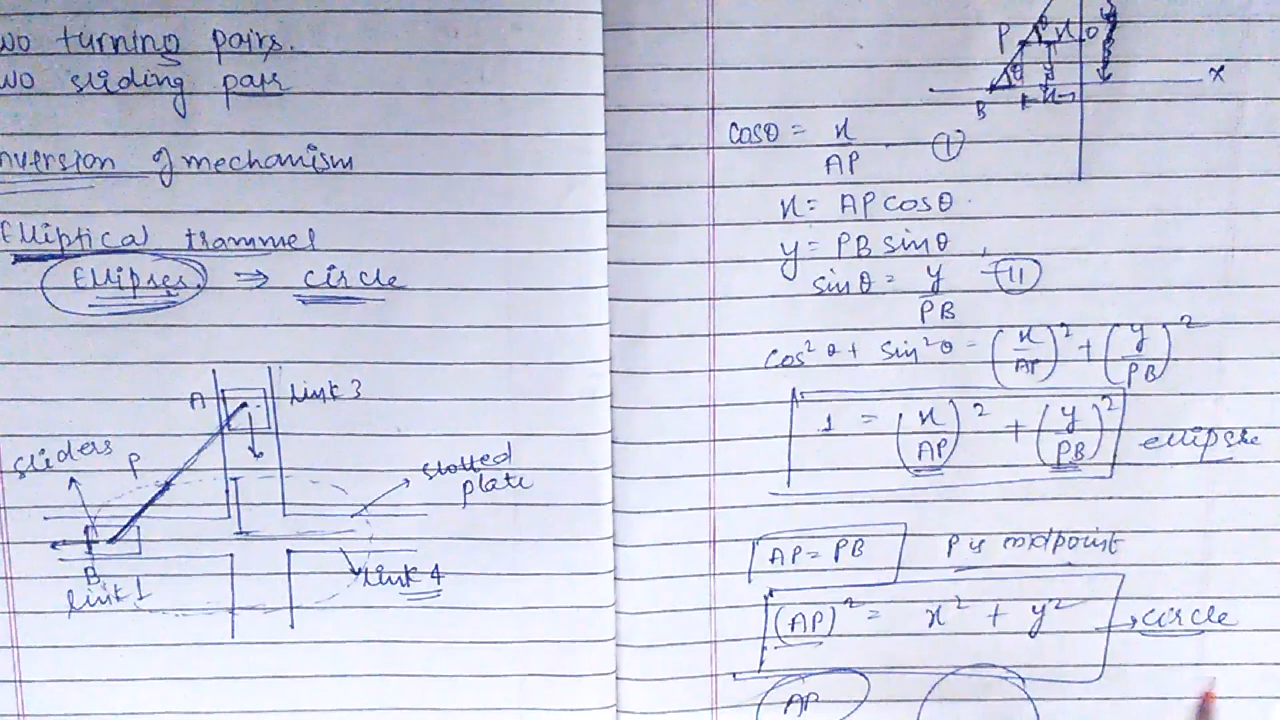 wo turning pairs.
wo sliding pair
nversion of mechanism
Elliptical trammel
Ellipses. ⇒ circle
A
link 3
sliders
P
slotted
plate
B
link 1
link 4
P θ x O
θ
B x
x
cosθ = x / AP — I
x = AP cosθ.
y = PB sinθ,
sinθ = y / PB — II
cos²θ + sin²θ = (x/AP)² + (y/PB)²
1 = (x/AP)² + (y/PB)² ellipse
AP = PB P is midpoint
(AP)² = x² + y² → circle
AP